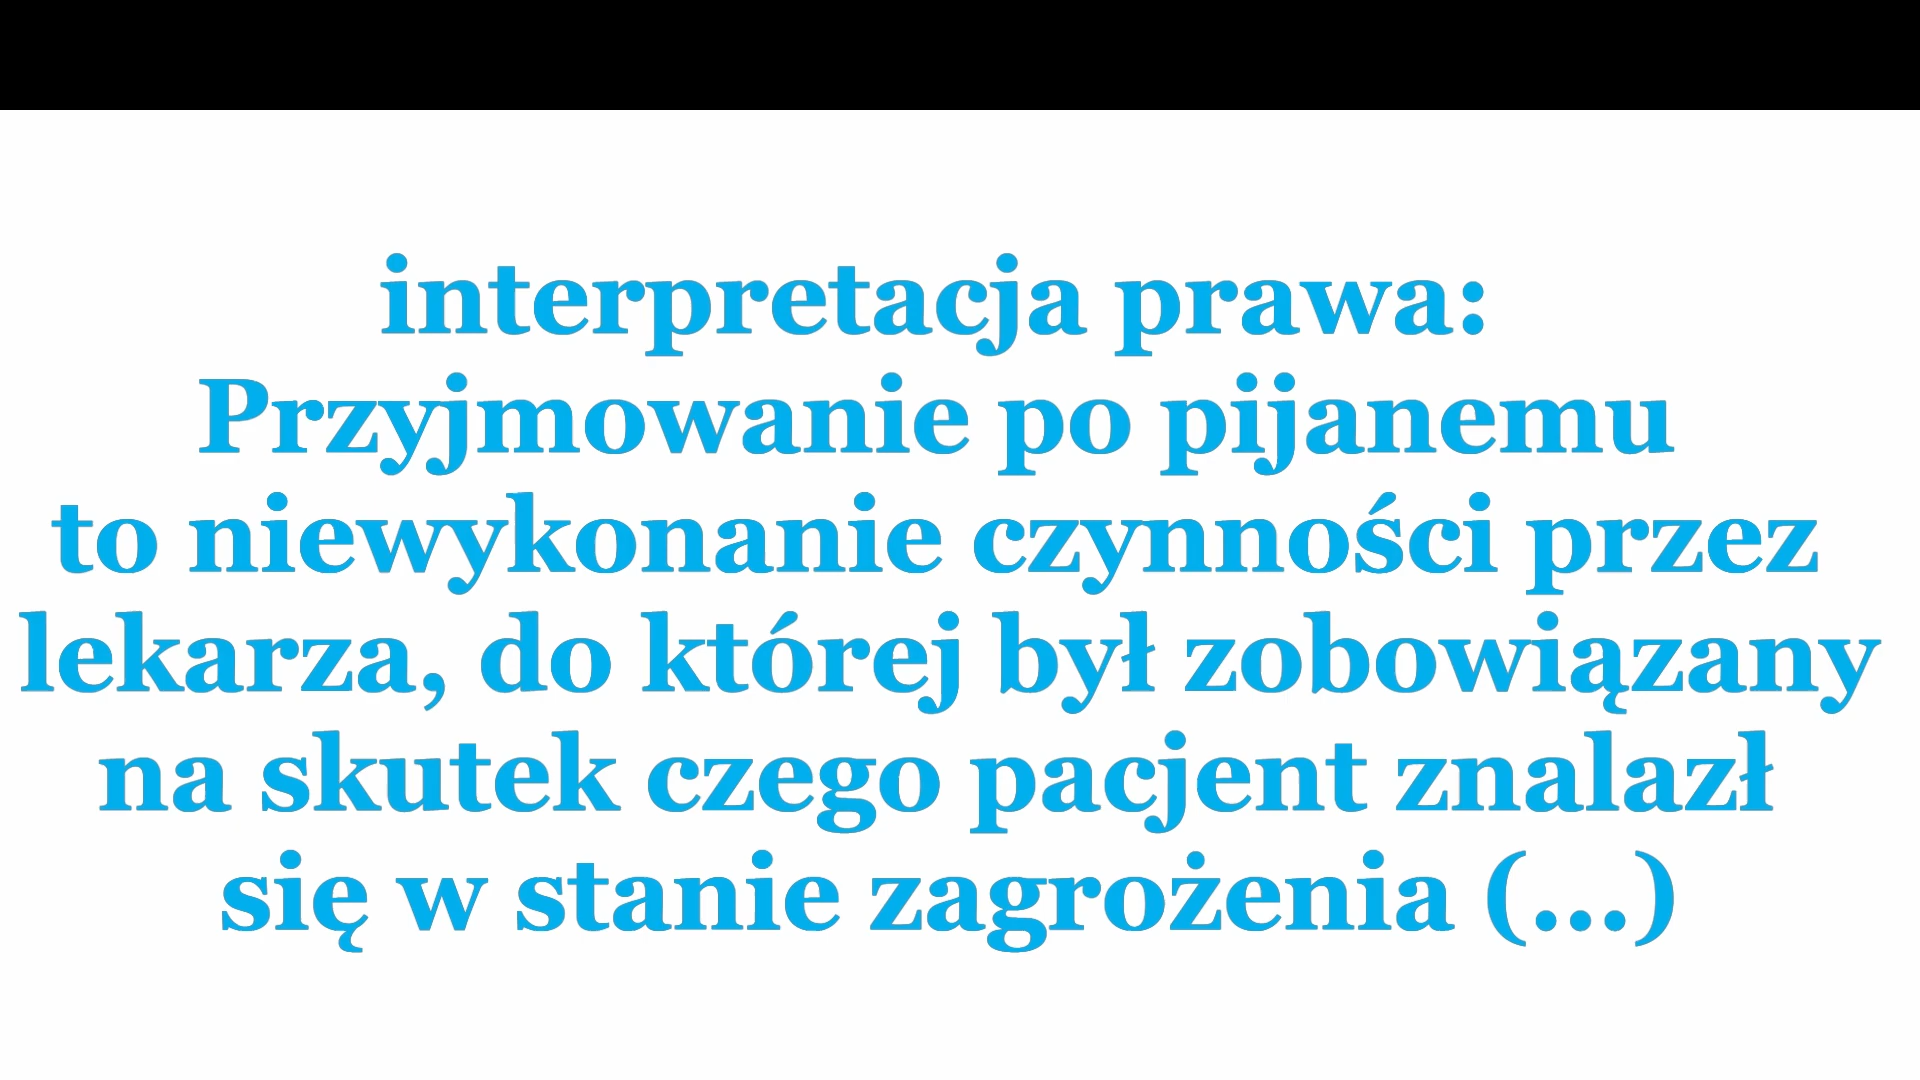 interpretacja prawa:
Przyjmowanie po pijanemu
to niewykonanie czynności przez
lekarza, do której był zobowiązany
na skutek czego pacjent znalazł
się w stanie zagrożenia (...)